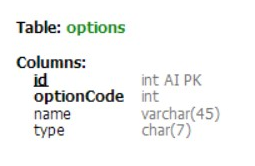 Table: options
Columns:
id int AI PK
optionCode int
name varchar(45)
type char(7)